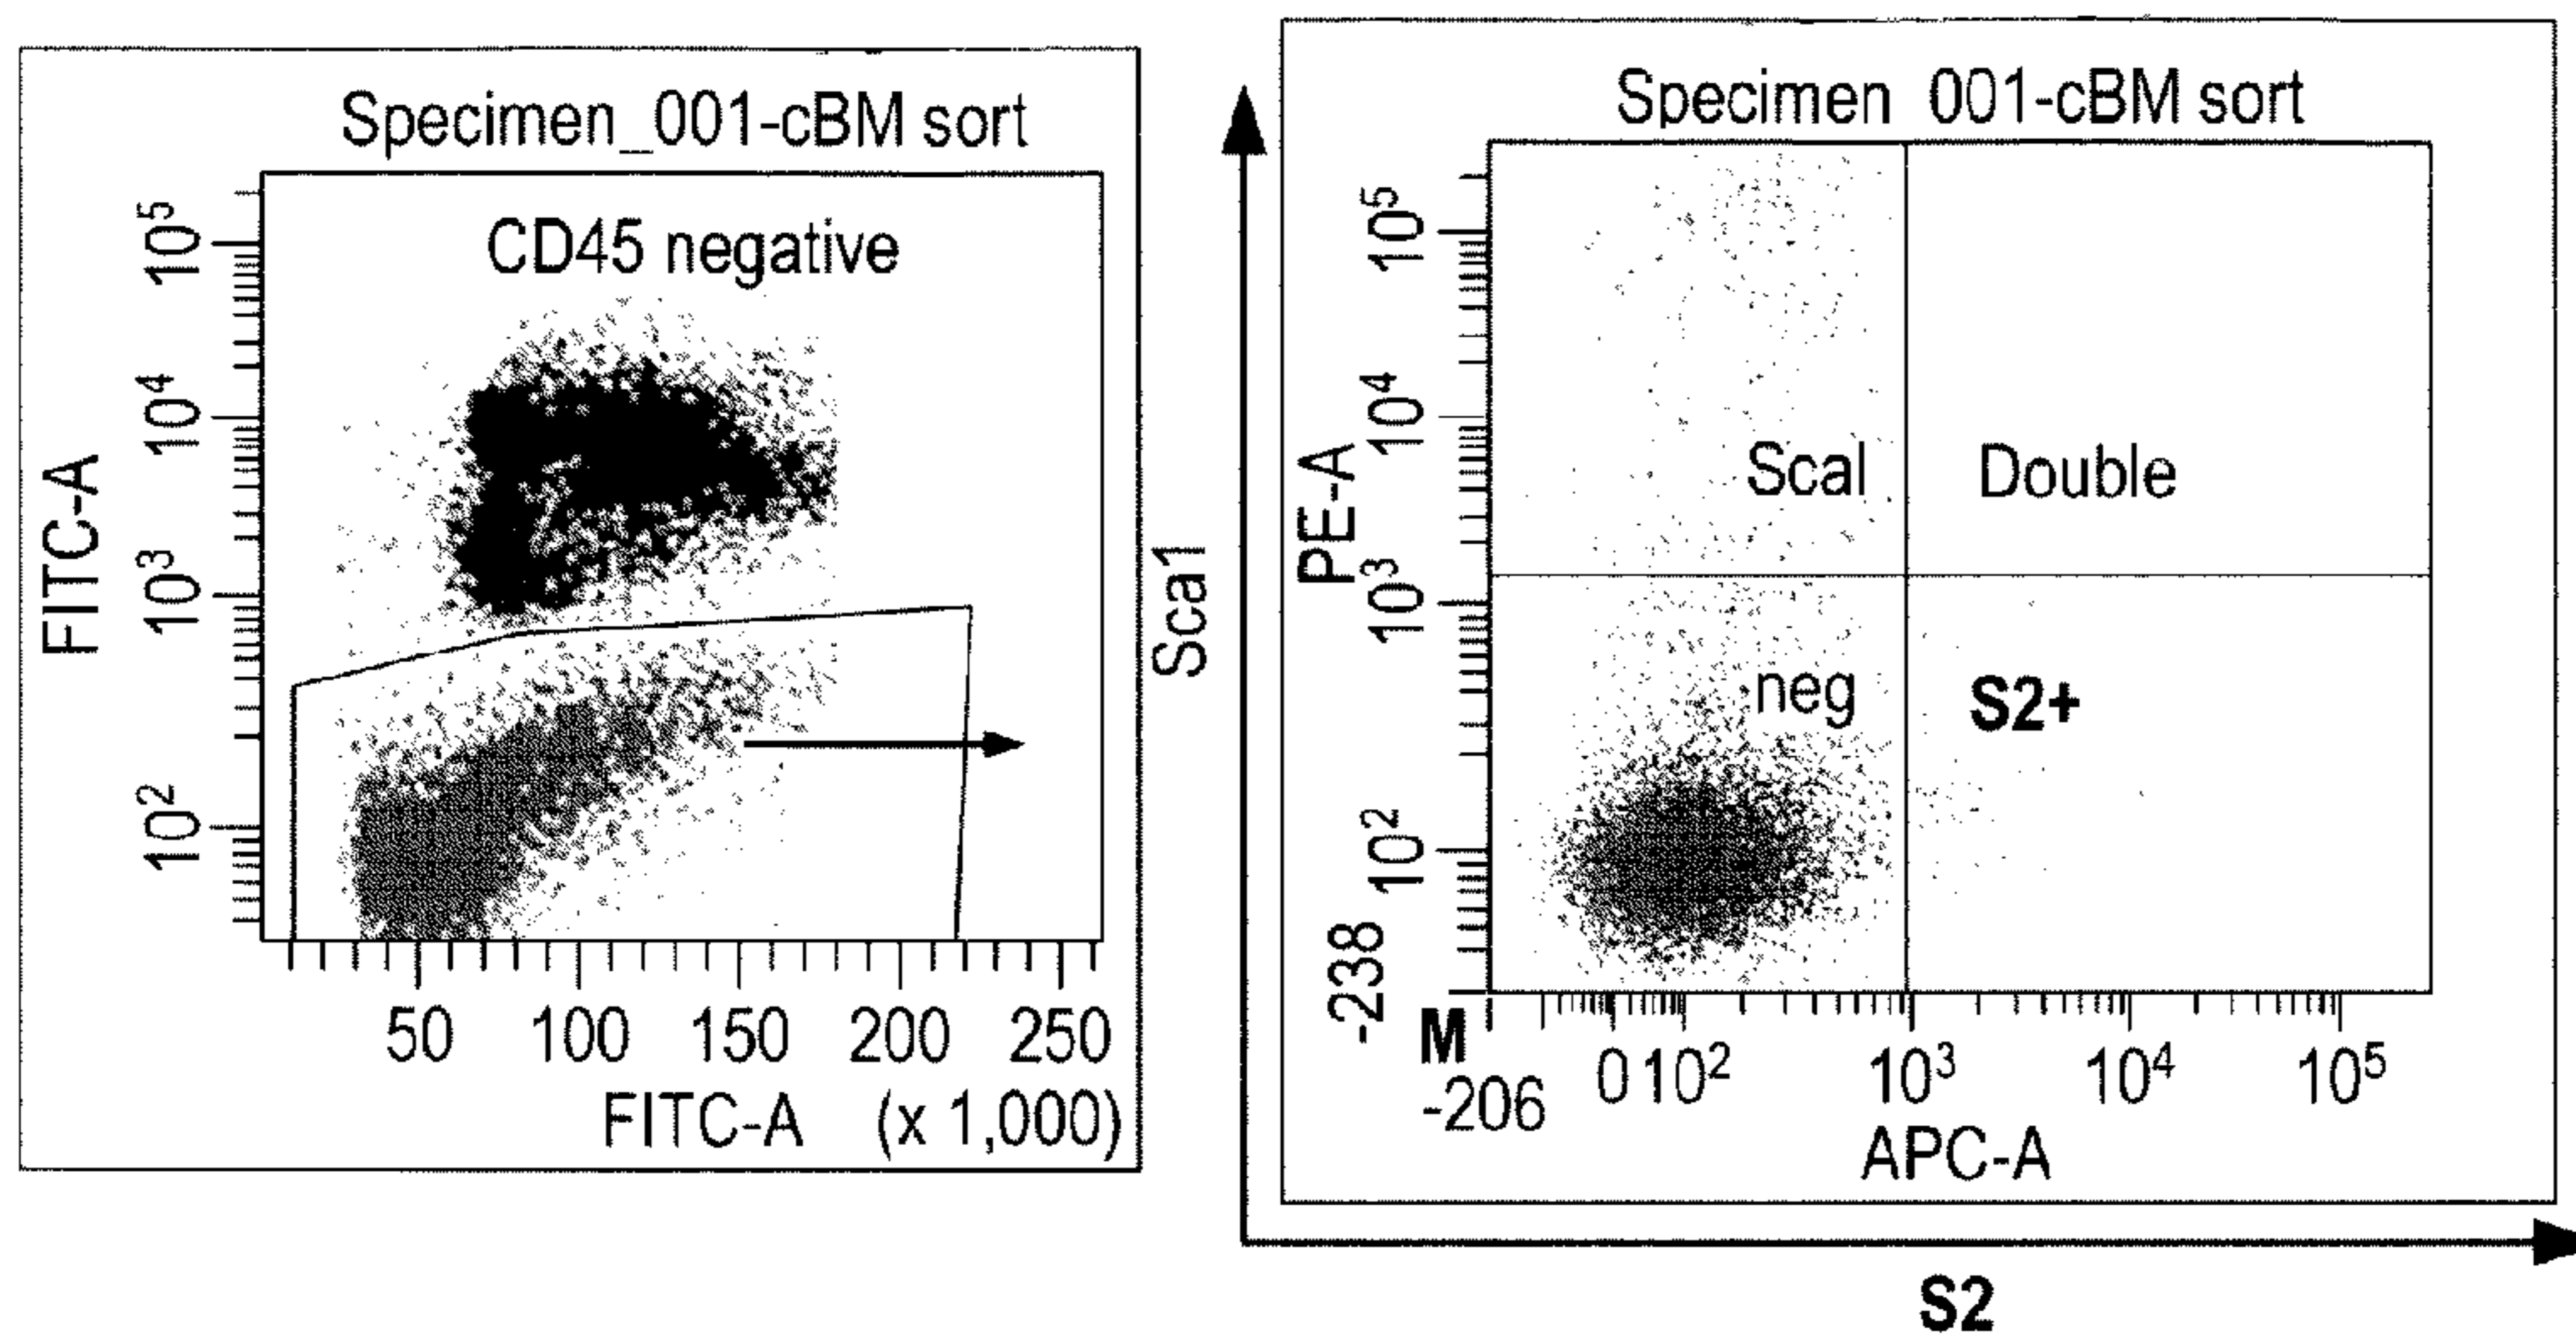 Specimen_001-cBM sort
CD45 negative
FITC-A
10⁵
10⁴
10³
10²
50 100 150 200 250
FITC-A (x 1,000)
Sca1
Specimen 001-cBM sort
PE-A
10⁵
10⁴
10³
10²
-238
Scal Double
neg S2+
M
-206 0 10² 10³ 10⁴ 10⁵
APC-A
S2